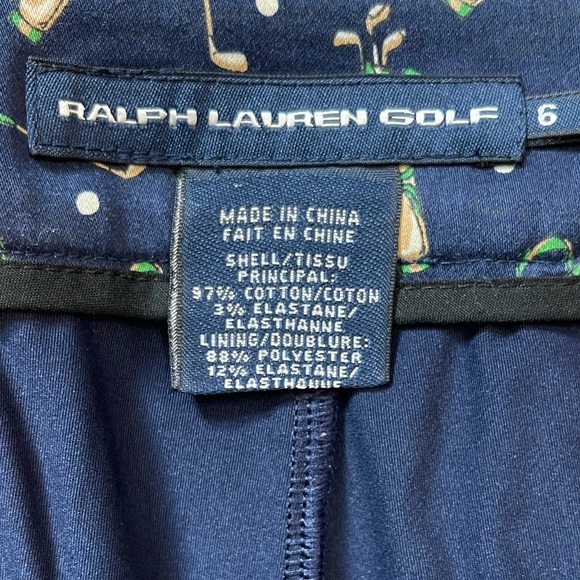 RALPH LAUREN GOLF 6
MADE IN CHINA
FAIT EN CHINE
SHELL/TISSU
PRINCIPAL:
97% COTTON/COTON
3% ELASTANE/
ELASTHANNE
LINING/DOUBLURE:
88% POLYESTER
12% ELASTANE/
ELASTHANNE